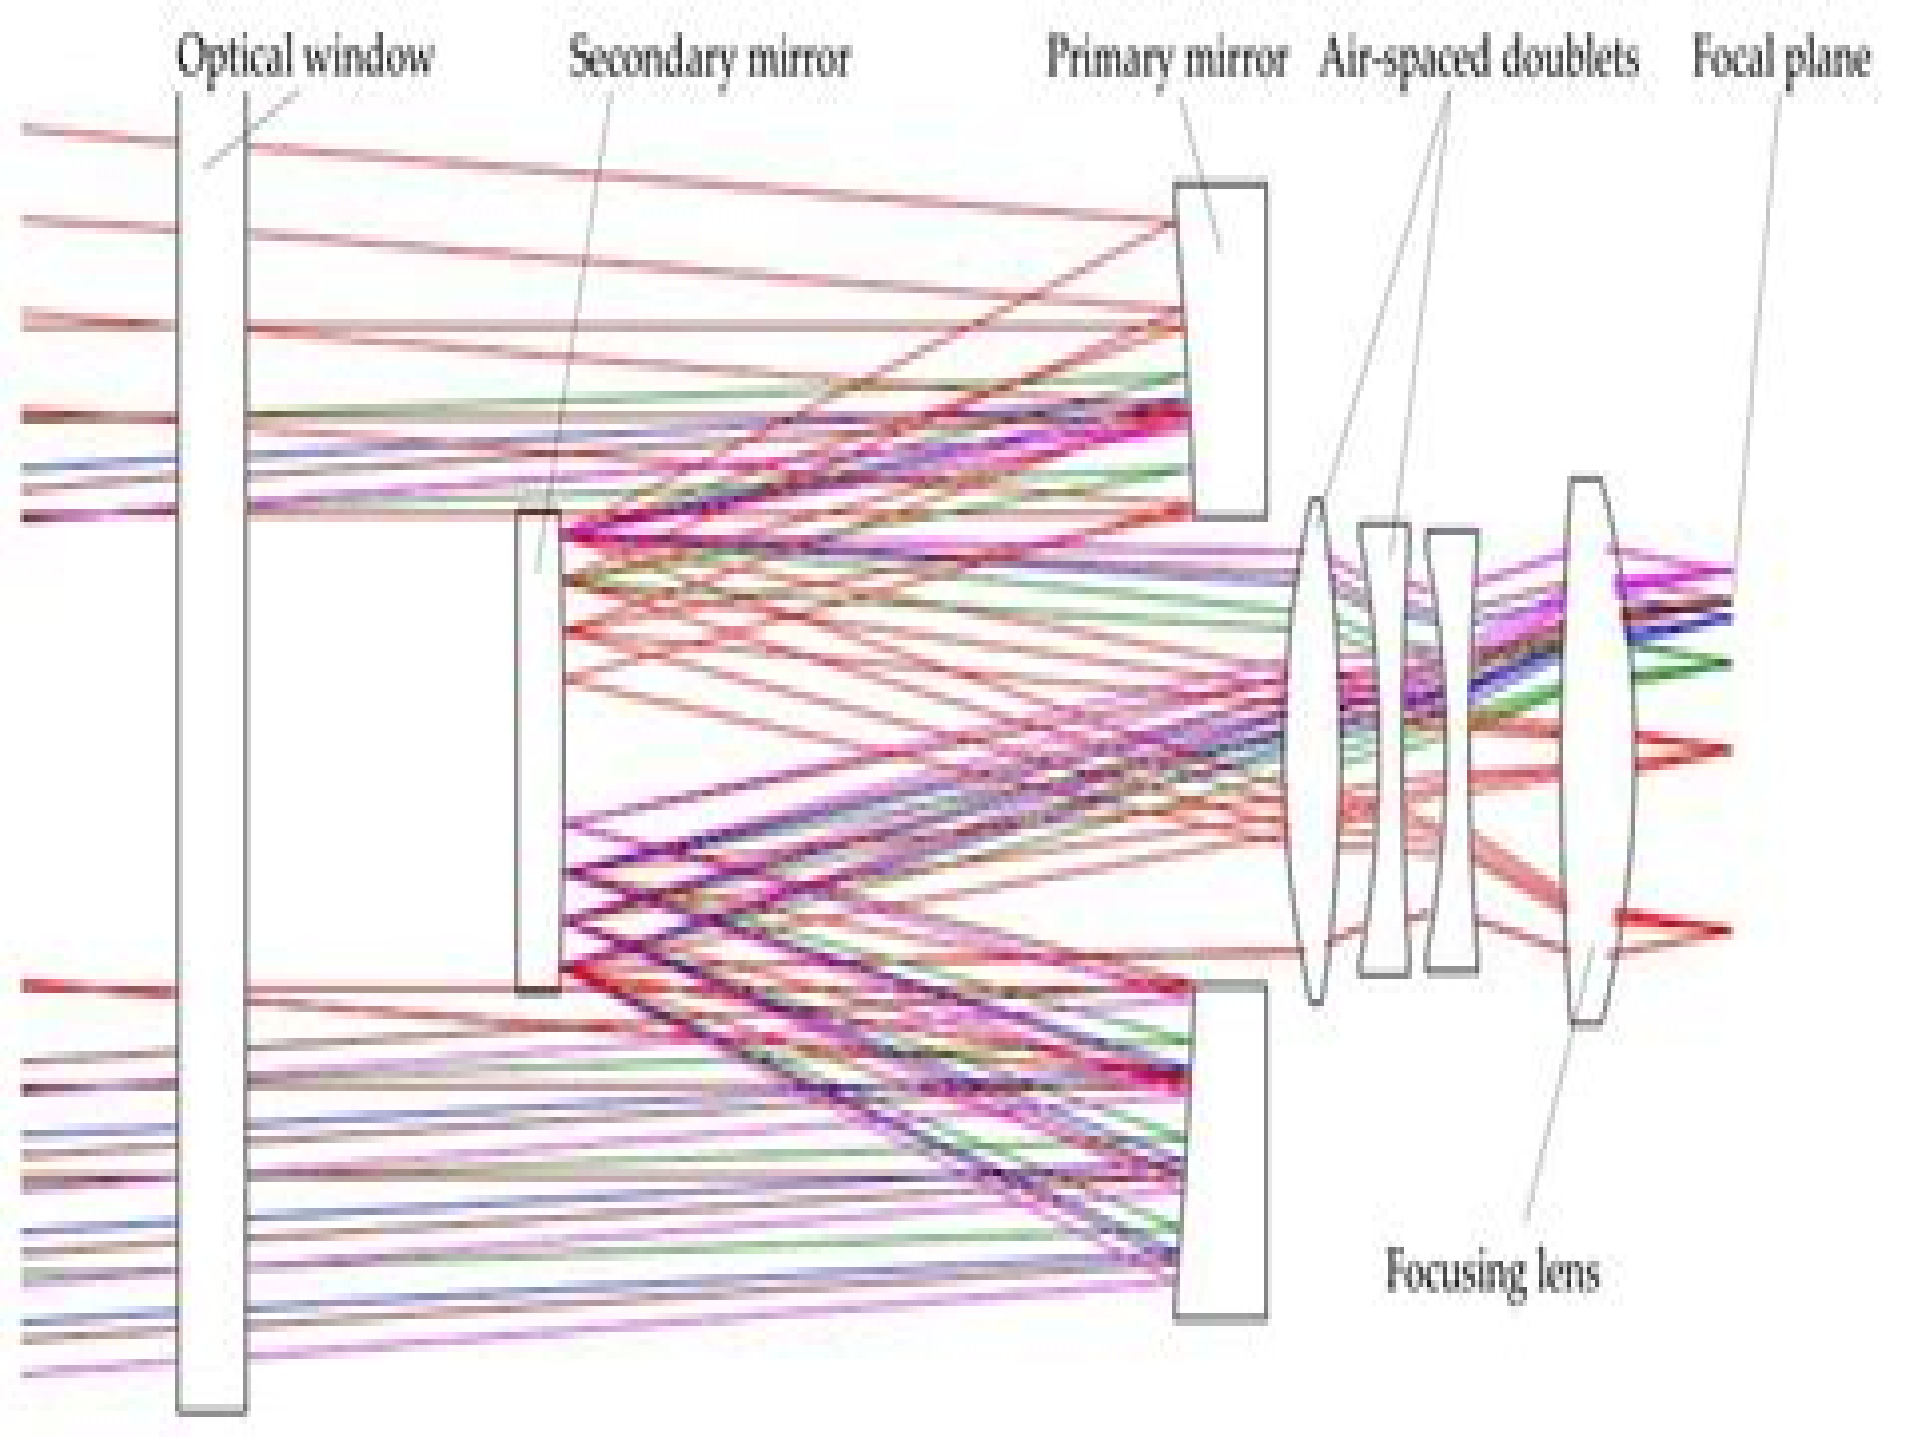 Optical window
Secondary mirror
Primary mirror
Air-spaced doublets
Focal plane
Focusing lens